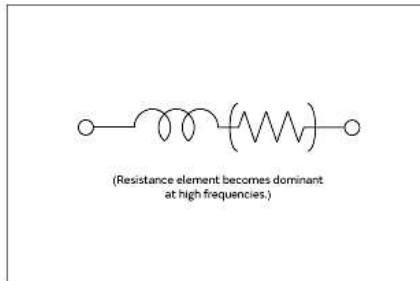 (Resistance element becomes dominant
at high frequencies.)